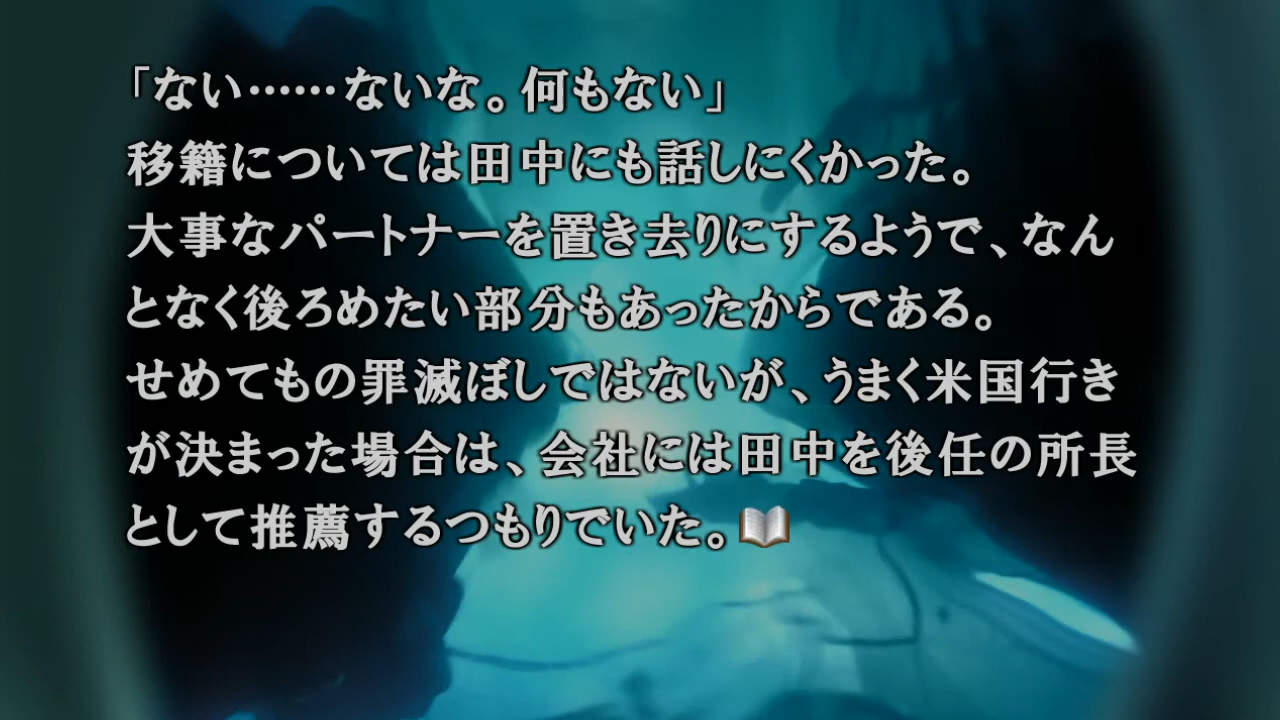 「ない……ないな。何もない」
移籍については田中にも話しにくかった。
大事なパートナーを置き去りにするようで、なん
となく後ろめたい部分もあったからである。
せめてもの罪滅ぼしではないが、うまく米国行き
が決まった場合は、会社には田中を後任の所長
として推薦するつもりでいた。